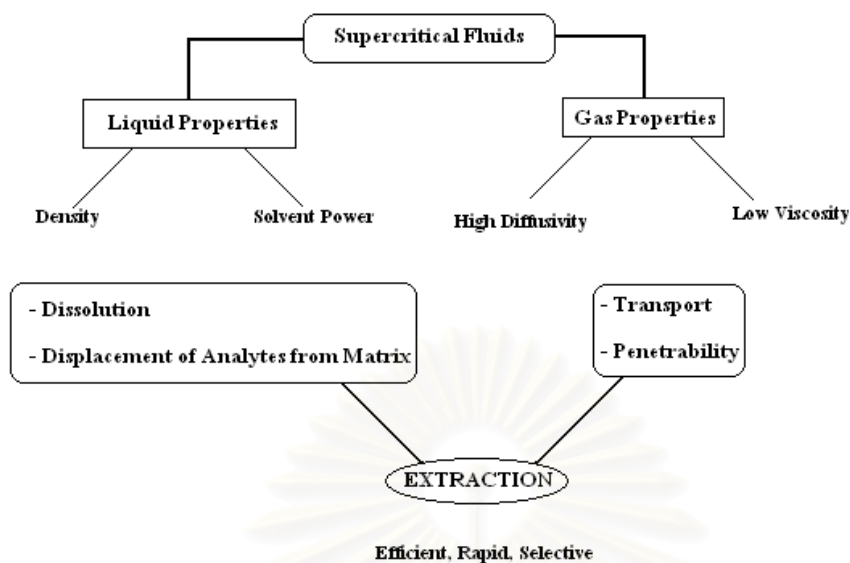 Supercritical Fluids
Liquid Properties
Gas Properties
Density
Solvent Power
High Diffusivity
Low Viscosity
- Dissolution
- Displacement of Analytes from Matrix
- Transport
- Penetrability
EXTRACTION
Efficient, Rapid, Selective